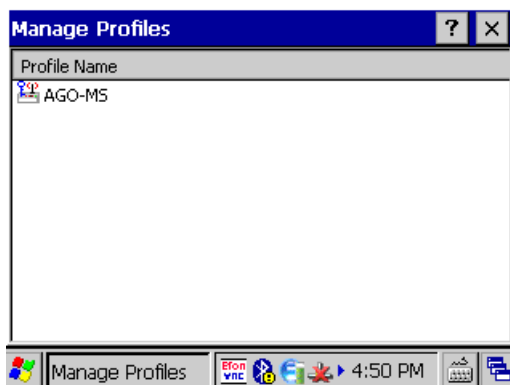 Manage Profiles ? ×
Profile Name
AGO-MS
Manage Profiles Efon VNC 4:50 PM